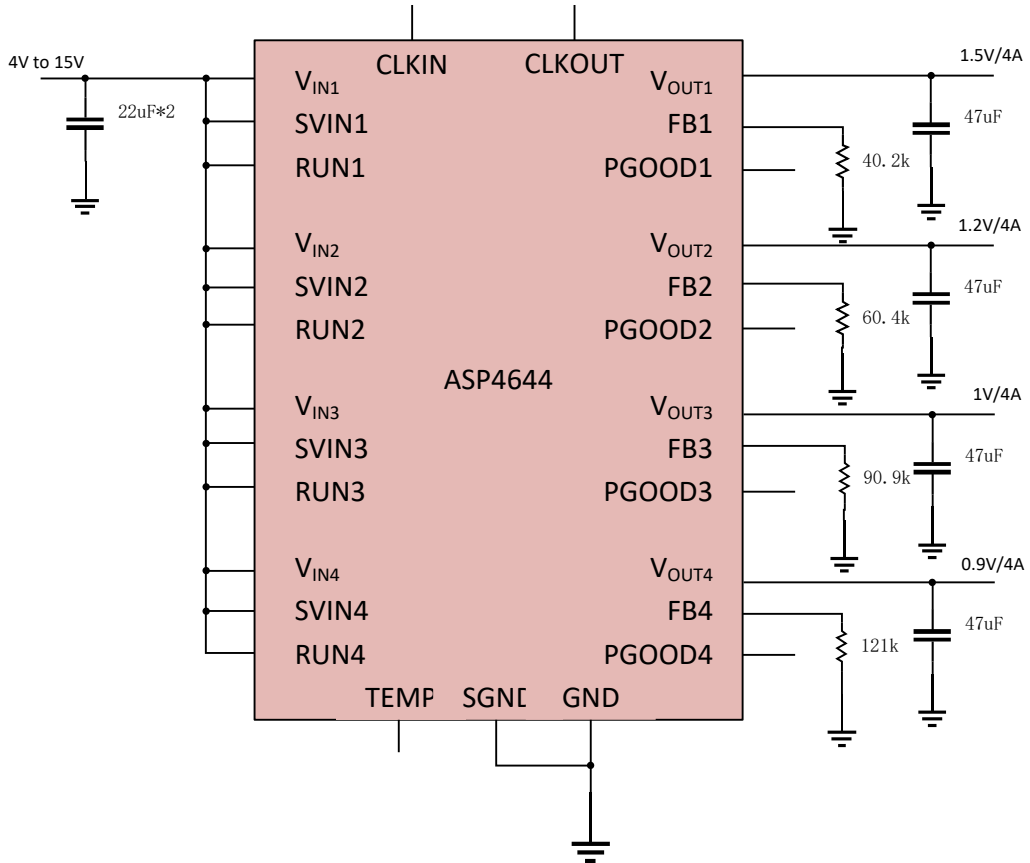 CLKIN CLKOUT
4V to 15V
22uF*2
VIN1
SVIN1
RUN1
VIN2
SVIN2
RUN2
VIN3
SVIN3
RUN3
VIN4
SVIN4
RUN4
ASP4644
VOUT1
FB1
PGOOD1
VOUT2
FB2
PGOOD2
VOUT3
FB3
PGOOD3
VOUT4
FB4
PGOOD4
1.5V/4A
47uF
40.2k
1.2V/4A
47uF
60.4k
1V/4A
47uF
90.9k
0.9V/4A
47uF
121k
TEMP SGND GND